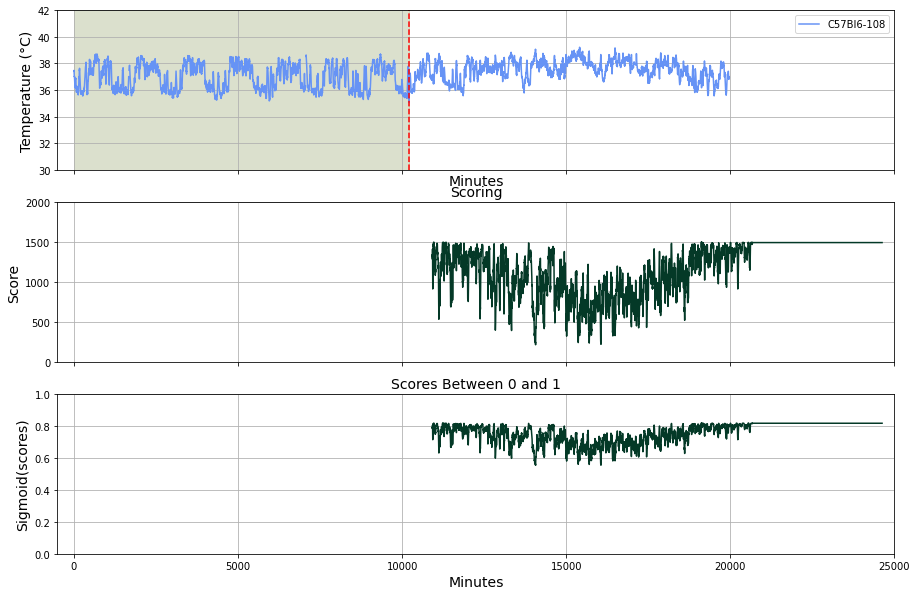 42
40
38
36
34
32
30
Temperature (°C)
C57Bl6-108
Minutes
Scoring
2000
1500
1000
500
0
Score
Scores Between 0 and 1
1.0
0.8
0.6
0.4
0.2
0.0
Sigmoid(scores)
0 5000 10000 15000 20000 25000
Minutes